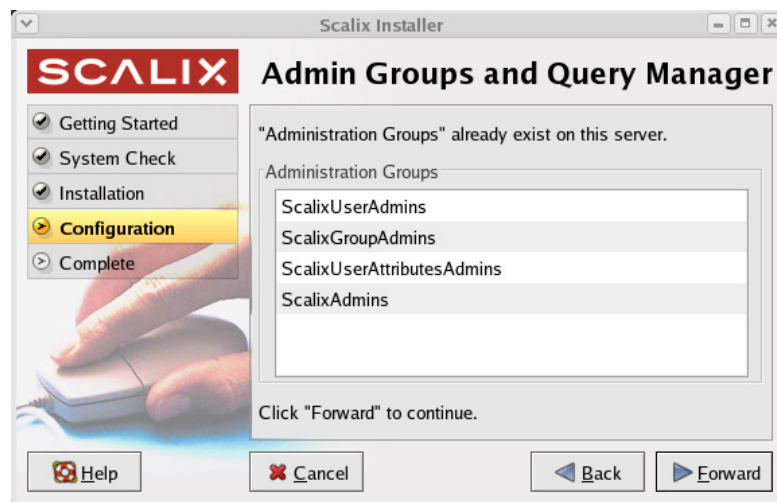 Scalix Installer
SCALIX
Admin Groups and Query Manager
Getting Started
System Check
Installation
Configuration
Complete
"Administration Groups" already exist on this server.
Administration Groups
ScalixUserAdmins
ScalixGroupAdmins
ScalixUserAttributesAdmins
ScalixAdmins
Click "Forward" to continue.
Help
Cancel
Back
Forward